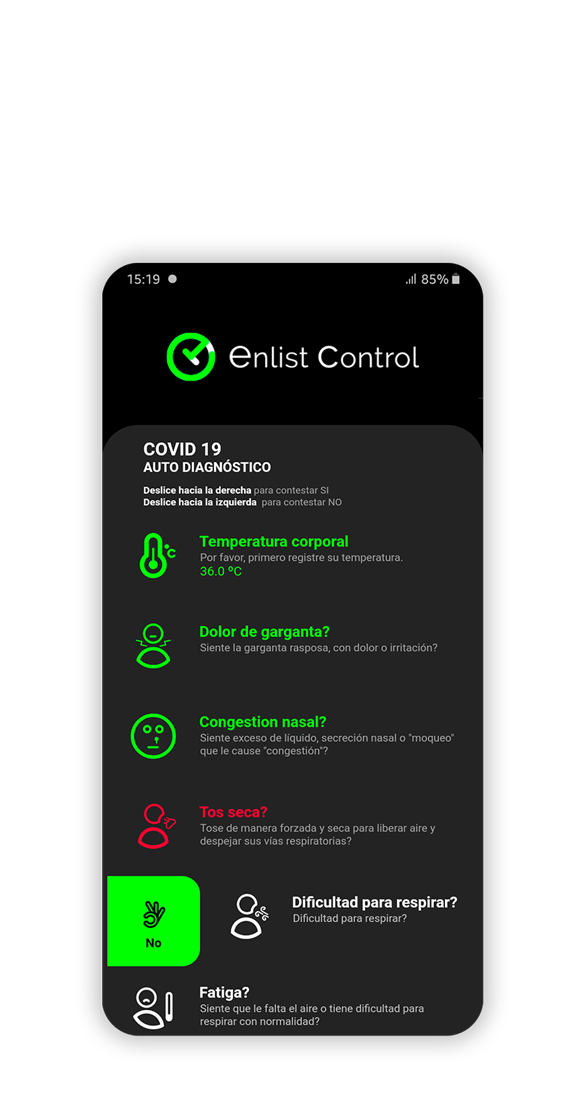 15:19
85%
enlist control
COVID 19
AUTO DIAGNÓSTICO
Deslice hacia la derecha para contestar SI
Deslice hacia la izquierda para contestar NO
°C
Temperatura corporal
Por favor, primero registre su temperatura.
36.0 ºC
Dolor de garganta?
Siente la garganta rasposa, con dolor o irritación?
Congestion nasal?
Siente exceso de líquido, secreción nasal o "moqueo"
que le cause "congestión"?
Tos seca?
Tose de manera forzada y seca para liberar aire y
despejar sus vías respiratorias?
No
Dificultad para respirar?
Dificultad para respirar?
Fatiga?
Siente que le falta el aire o tiene dificultad para
respirar con normalidad?